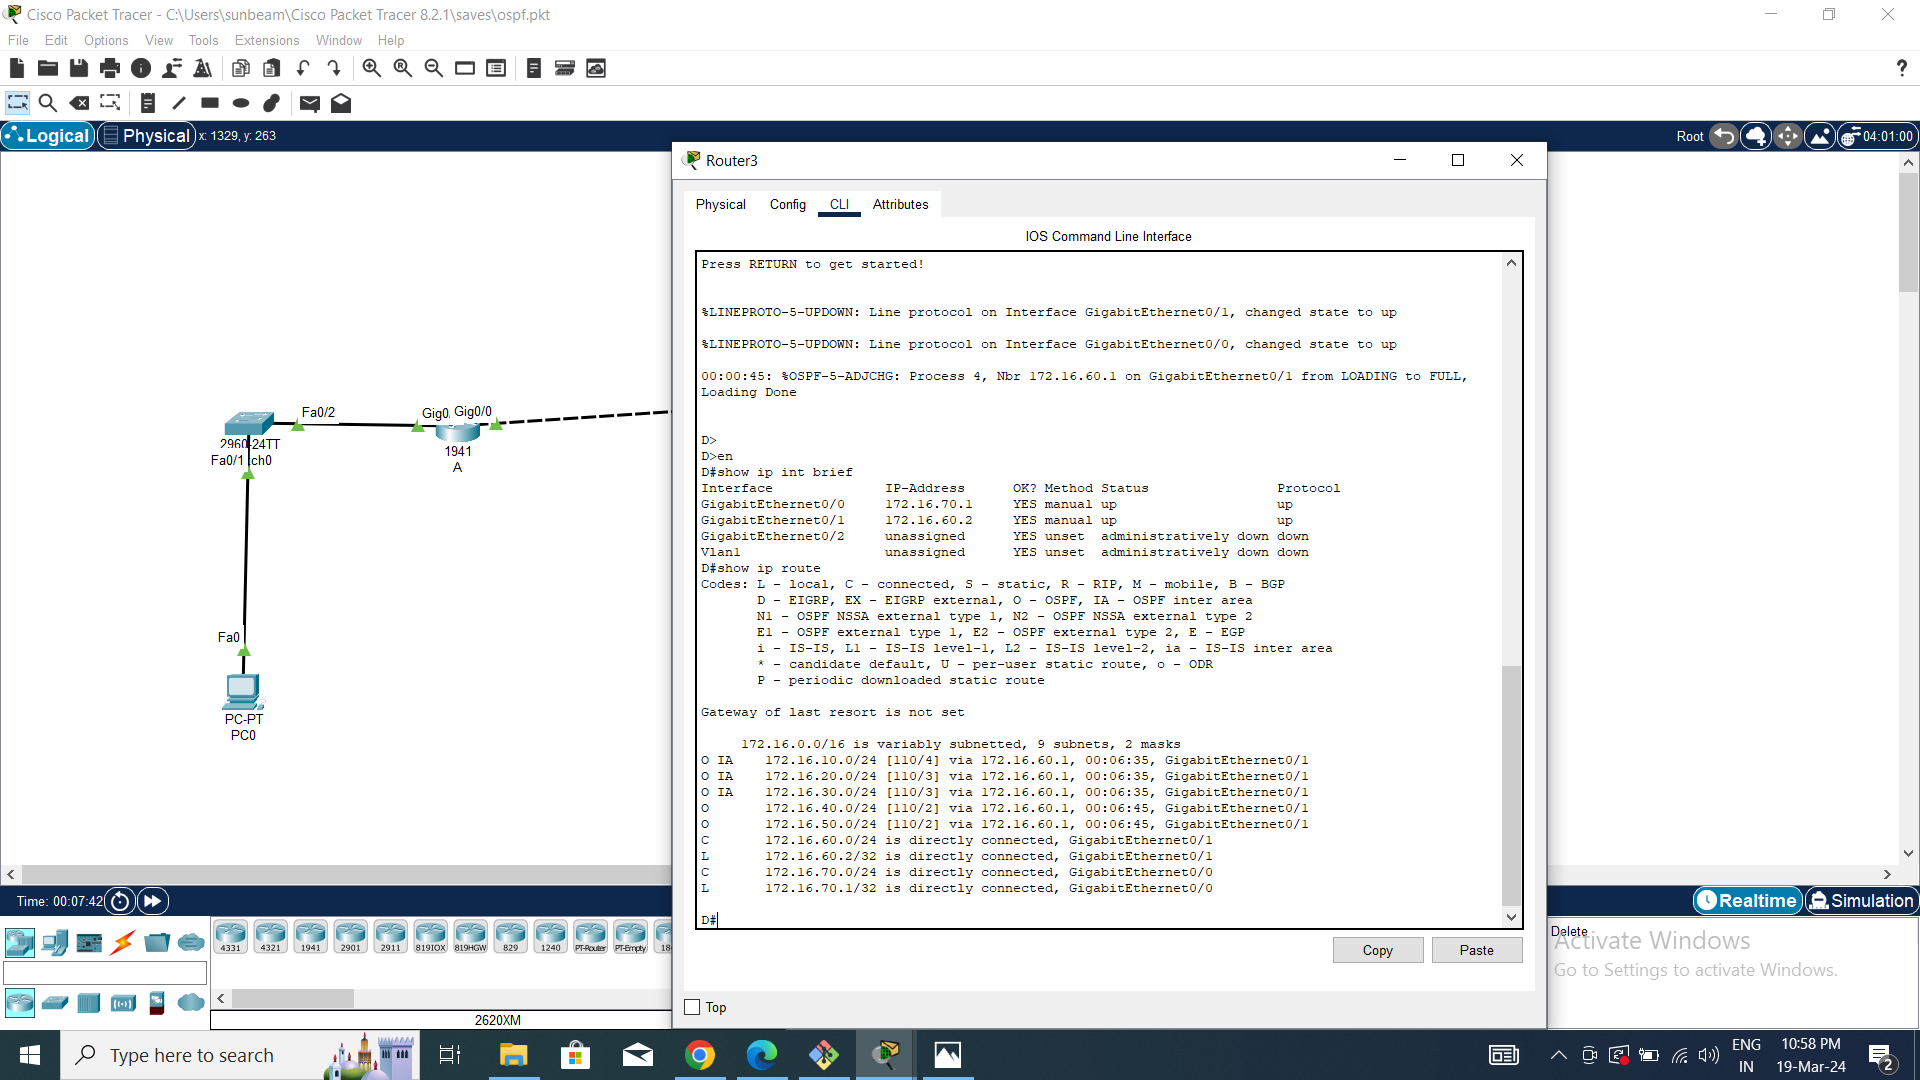 Cisco Packet Tracer - C:\Users\sunbeam\Cisco Packet Tracer 8.2.1\saves\ospf.pkt
File Edit Options View Tools Extensions Window Help
?
Logical Physical x: 1329, y: 263
Root 04:01:00
Router3
Physical Config CLI Attributes
IOS Command Line Interface
Press RETURN to get started!
%LINEPROTO-5-UPDOWN: Line protocol on Interface GigabitEthernet0/1, changed state to up
%LINEPROTO-5-UPDOWN: Line protocol on Interface GigabitEthernet0/0, changed state to up
00:00:45: %OSPF-5-ADJCHG: Process 4, Nbr 172.16.60.1 on GigabitEthernet0/1 from LOADING to FULL,
Loading Done
D>
D>en
D#show ip int brief
Interface IP-Address OK? Method Status Protocol
GigabitEthernet0/0 172.16.70.1 YES manual up up
GigabitEthernet0/1 172.16.60.2 YES manual up up
GigabitEthernet0/2 unassigned YES unset administratively down down
Vlan1 unassigned YES unset administratively down down
D#show ip route
Codes: L - local, C - connected, S - static, R - RIP, M - mobile, B - BGP
D - EIGRP, EX - EIGRP external, O - OSPF, IA - OSPF inter area
N1 - OSPF NSSA external type 1, N2 - OSPF NSSA external type 2
E1 - OSPF external type 1, E2 - OSPF external type 2, E - EGP
i - IS-IS, L1 - IS-IS level-1, L2 - IS-IS level-2, ia - IS-IS inter area
* - candidate default, U - per-user static route, o - ODR
P - periodic downloaded static route
Gateway of last resort is not set
172.16.0.0/16 is variably subnetted, 9 subnets, 2 masks
O IA 172.16.10.0/24 [110/4] via 172.16.60.1, 00:06:35, GigabitEthernet0/1
O IA 172.16.20.0/24 [110/3] via 172.16.60.1, 00:06:35, GigabitEthernet0/1
O IA 172.16.30.0/24 [110/3] via 172.16.60.1, 00:06:35, GigabitEthernet0/1
O 172.16.40.0/24 [110/2] via 172.16.60.1, 00:06:45, GigabitEthernet0/1
O 172.16.50.0/24 [110/2] via 172.16.60.1, 00:06:45, GigabitEthernet0/1
C 172.16.60.0/24 is directly connected, GigabitEthernet0/1
L 172.16.60.2/32 is directly connected, GigabitEthernet0/1
C 172.16.70.0/24 is directly connected, GigabitEthernet0/0
L 172.16.70.1/32 is directly connected, GigabitEthernet0/0
D#
Copy Paste
Top
Fa0/2 Gig0 Gig0/0
2960-24TT
Fa0/1 tch0
1941
A
Fa0
PC-PT
PC0
Time: 00:07:42
Realtime Simulation
4331 4321 1941 2901 2911 819IOX 819HGW 829 1240 PT-Router PT-Empty 18
2620XM
Delete
Activate Windows
Go to Settings to activate Windows.
Type here to search
ENG
IN
10:58 PM
19-Mar-24
2